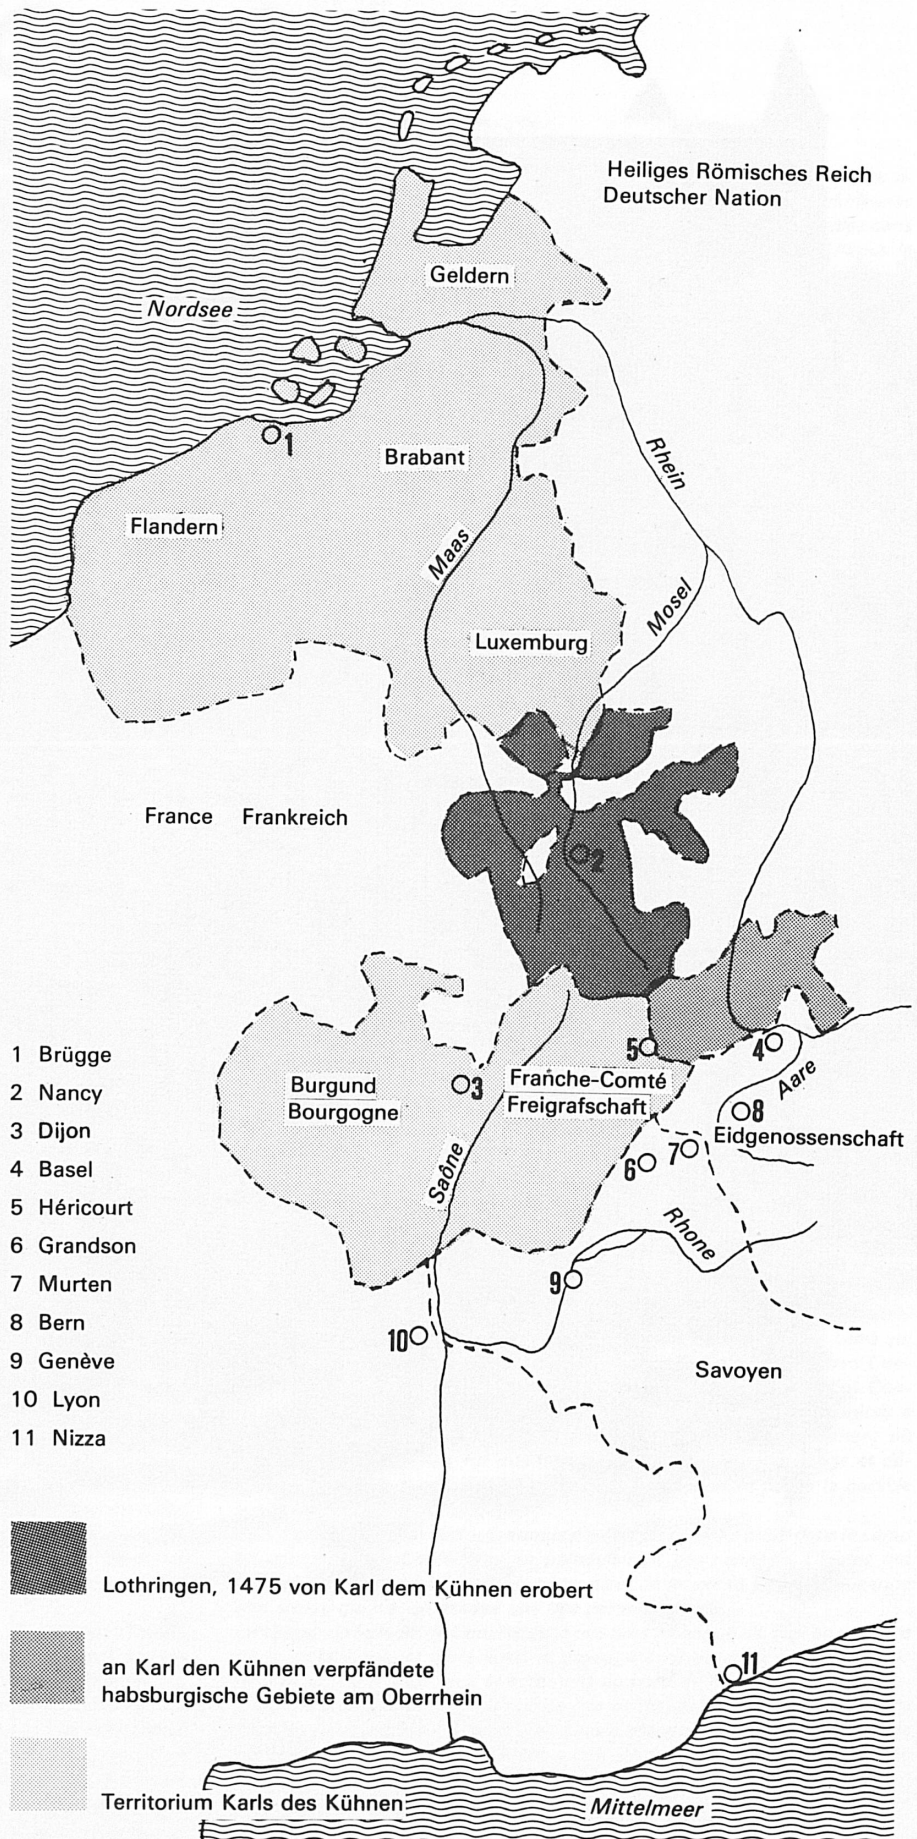 Heiliges Römisches Reich
Deutscher Nation
Geldern
Nordsee
1
Brabant
Rhein
Flandern
Maas
Mosel
Luxemburg
France Frankreich
2
1 Brügge
2 Nancy
3 Dijon
4 Basel
5 Héricourt
6 Grandson
7 Murten
8 Bern
9 Genève
10 Lyon
11 Nizza
5
4
Burgund
Bourgogne
3
Franche-Comté
Freigrafschaft
Aare
8
Eidgenossenschaft
6
7
Saône
Rhone
9
10
Savoyen
Lothringen, 1475 von Karl dem Kühnen erobert
11
an Karl den Kühnen verpfändete
habsburgische Gebiete am Oberrhein
Territorium Karls des Kühnen
Mittelmeer